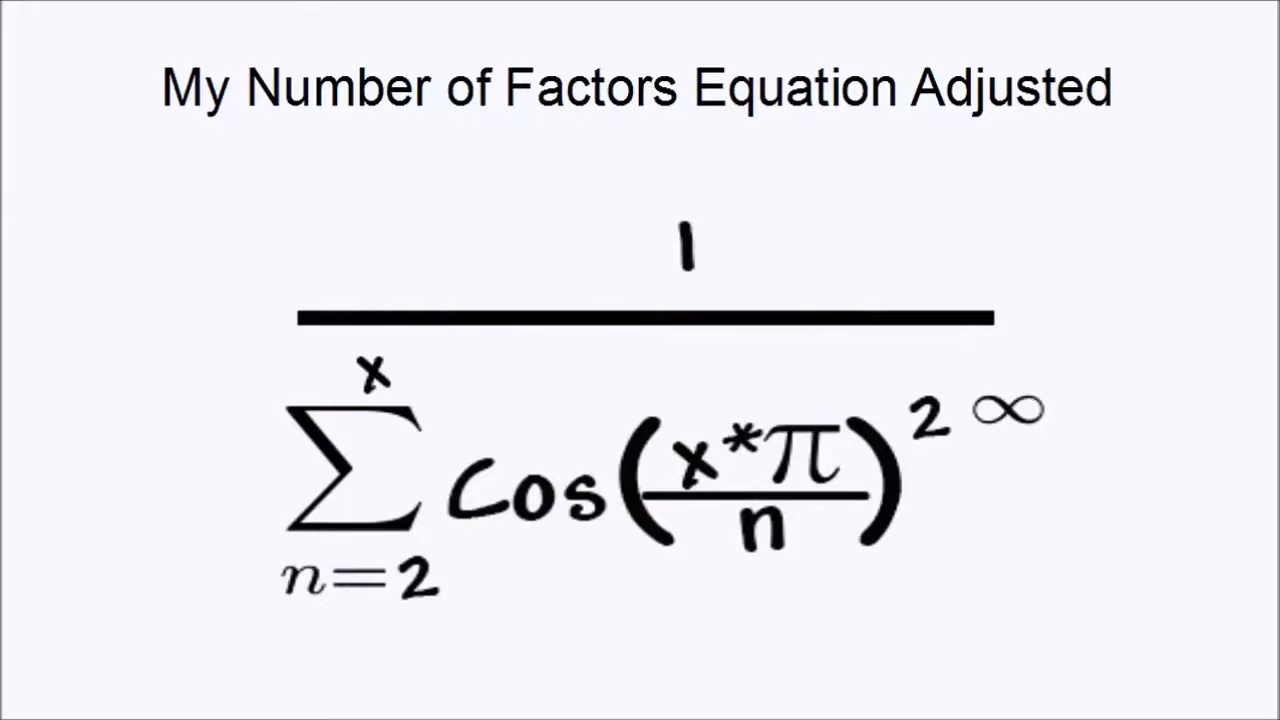 My Number of Factors Equation Adjusted
1
x
∑ Cos(x*π/n)^2 ∞
n=2